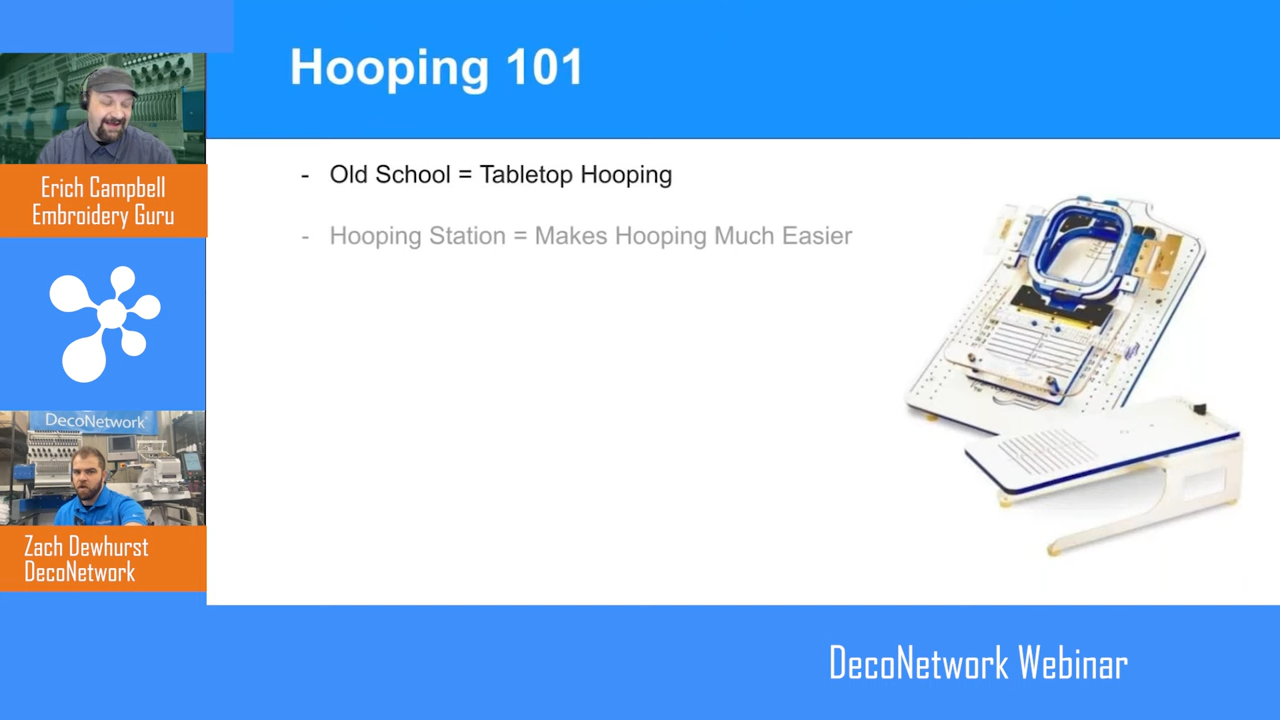 Hooping 101
- Old School = Tabletop Hooping
- Hooping Station = Makes Hooping Much Easier
Erich Campbell
Embroidery Guru
DecoNetwork
Zach Dewhurst
DecoNetwork
DecoNetwork Webinar